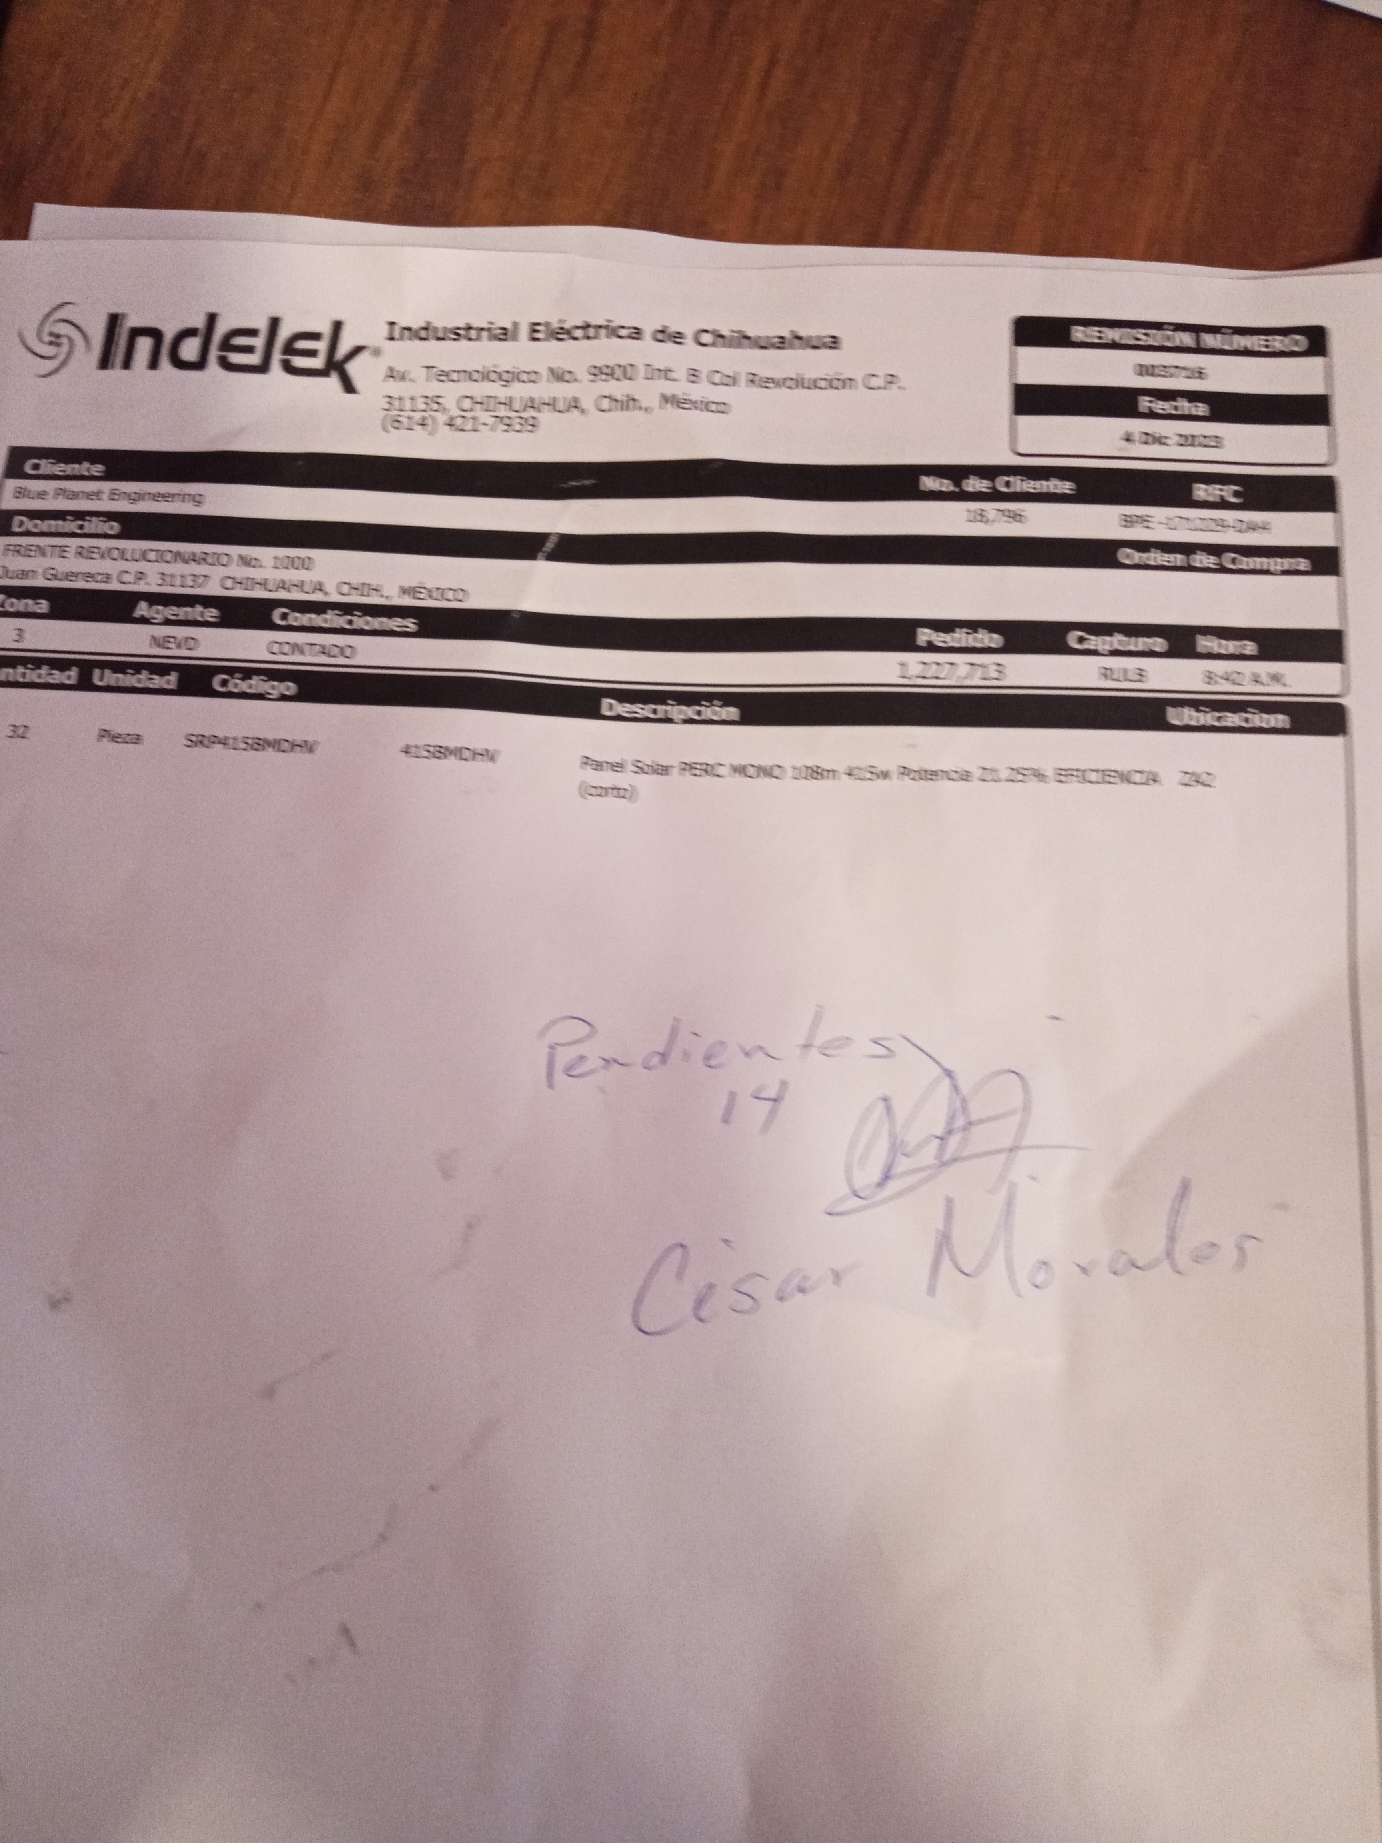 Indelek
Industrial Eléctrica de Chihuahua
Av. Tecnológico No. 9900 Int. B Col Revolución C.P.
31135, CHIHUAHUA, Chih., México
(614) 421-7939
REMISIÓN NÚMERO
Fecha
4 Dic 2023
Cliente No. de Cliente RFC
Blue Planet Engineering 18,796
Domicilio Orden de Compra
FRENTE REVOLUCIONARIO No. 1000
Juan Guereca C.P. 31137 CHIHUAHUA, CHIH., MÉXICO
Zona Agente Condiciones Pedido Capturo Hora
3 NEVD CONTADO 1,227,713 8:42 A.M.
ntidad Unidad Código Descripción Ubicacion
32 Pieza SRP415BMDHV 415BMDHV Panel Solar PERC MONO 108m 415w Potencia 21.25% EFICIENCIA
(corto)
Pendientes
14
César Morales